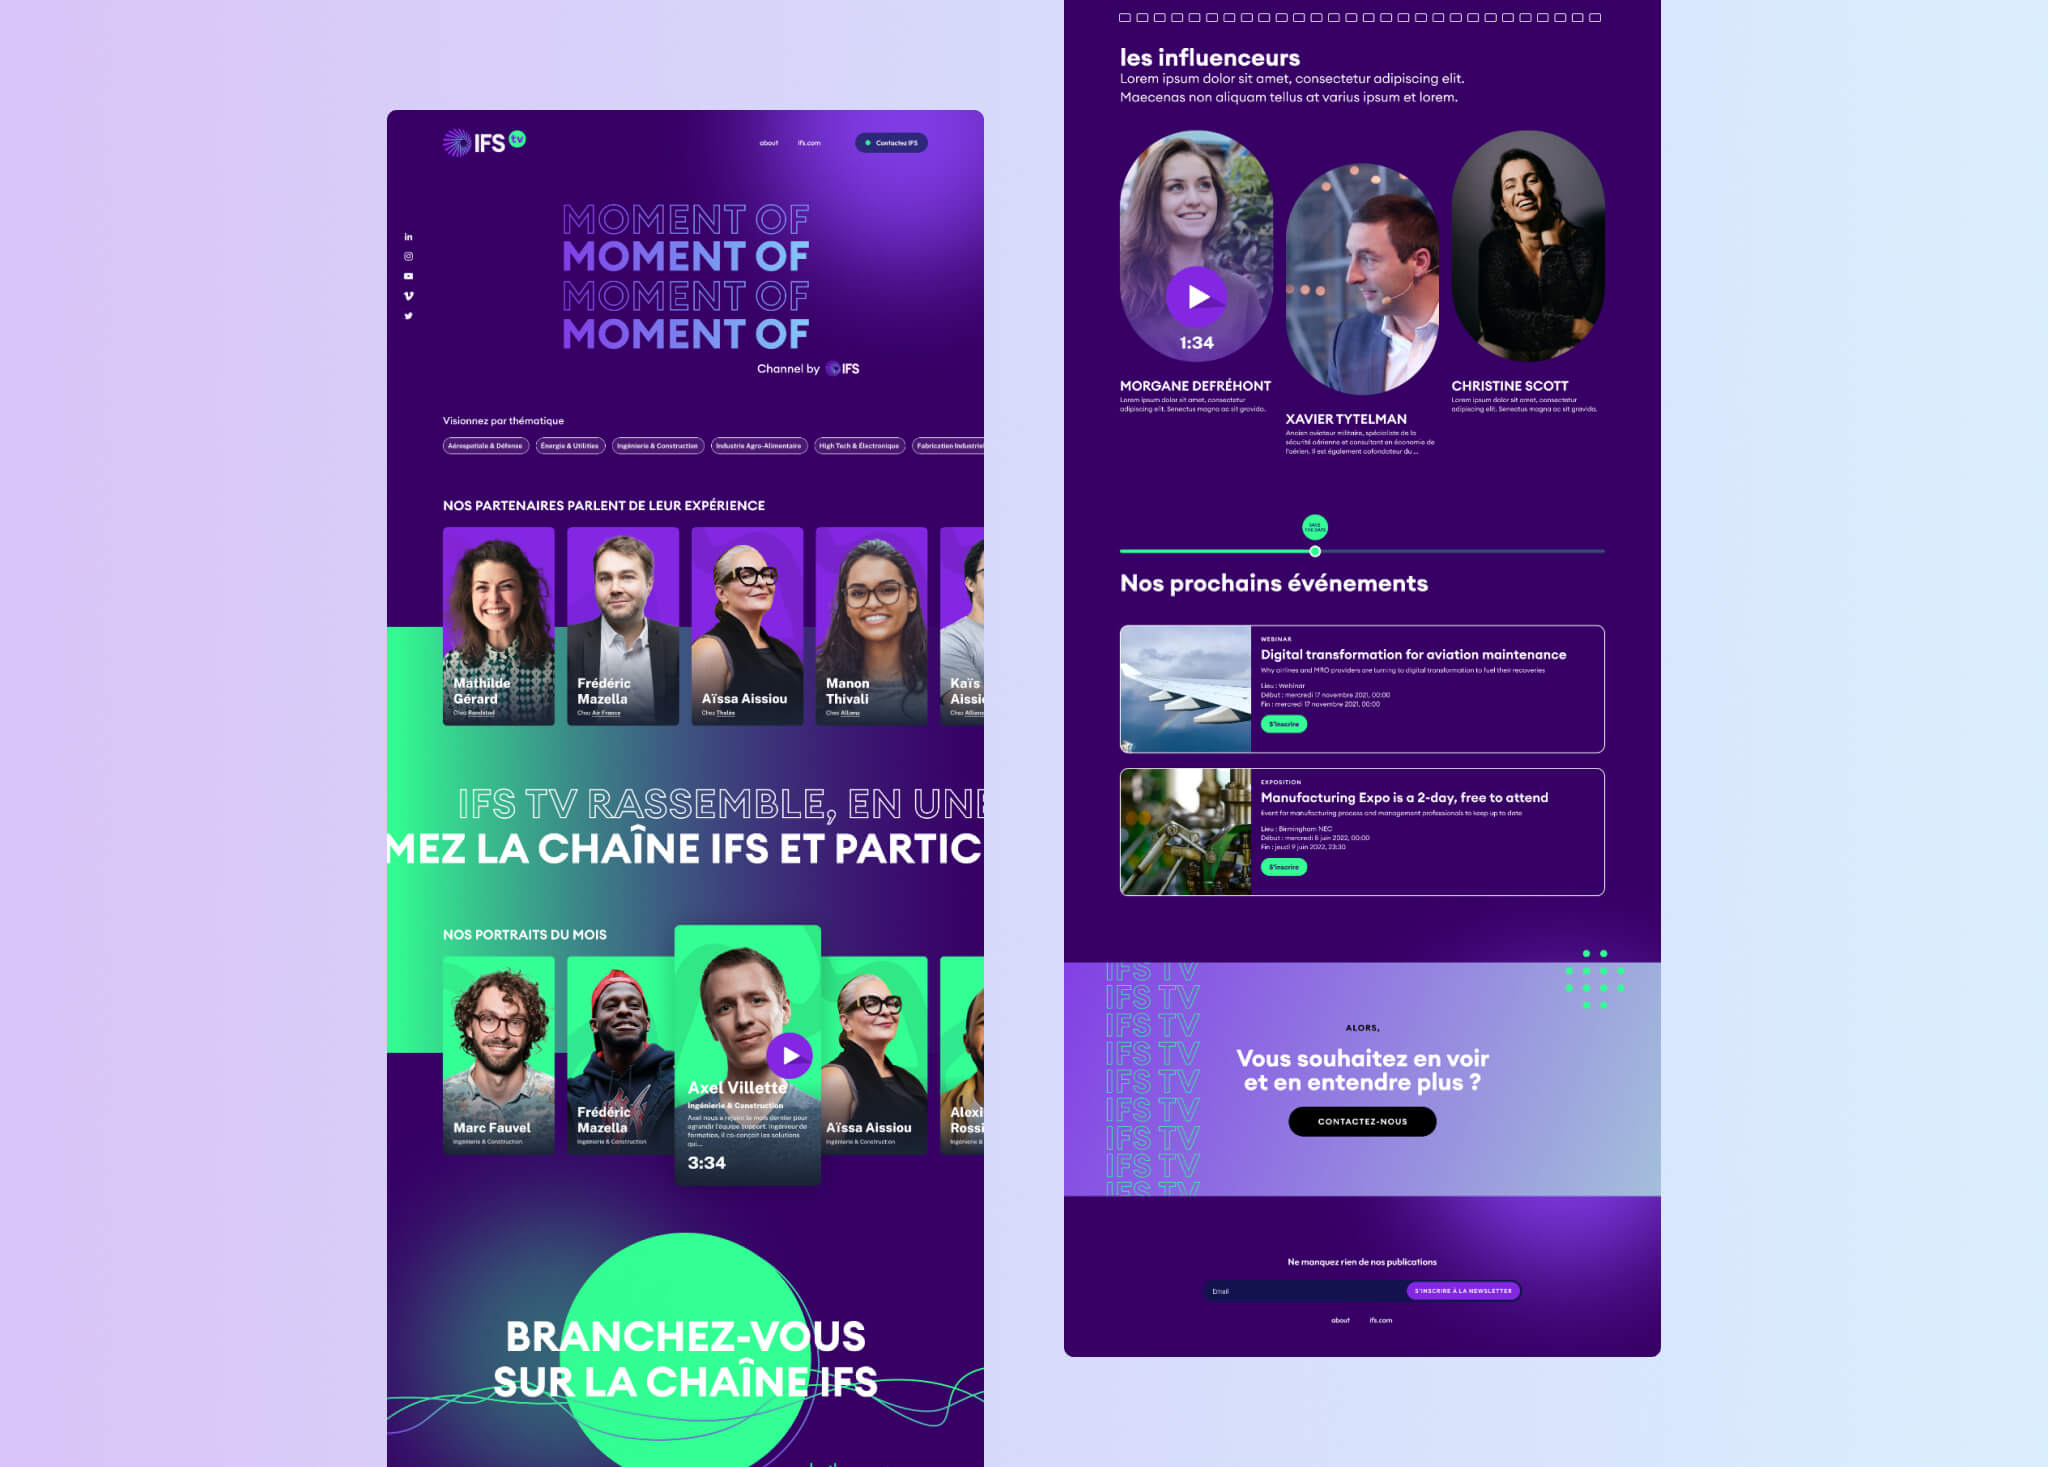 IFS tv
about ifs.com Contactez IFS
MOMENT OF
MOMENT OF
MOMENT OF
MOMENT OF
Channel by IFS
Visionnez par thématique
Aérospatiale & Défense Énergie & Utilities Ingénierie & Construction Industrie Agro-Alimentaire High Tech & Électronique Fabrication Industriel
NOS PARTENAIRES PARLENT DE LEUR EXPÉRIENCE
Mathilde
Gérard
Chez Randstad
Frédéric
Mazella
Chez Air France
Aïssa Aissiou
Chez Thalès
Manon
Thivali
Chez Allianz
Kaïs
Aissi
Chez Allianz
IFS TV RASSEMBLE, EN UNE
MEZ LA CHAÎNE IFS ET PARTIC
NOS PORTRAITS DU MOIS
Marc Fauvel
Ingénierie & Construction
Frédéric
Mazella
Ingénierie & Construction
Axel Villette
Ingénierie & Construction
Axel nous a rejoint le mois dernier pour
agrandir l'équipe support. Ingénieur de
formation, il co-conçoit les solutions
qui...
3:34
Aïssa Aissiou
Ingénierie & Construction
Alexi
Rossi
Ingénierie & Construction
BRANCHEZ-VOUS
SUR LA CHAÎNE IFS
les influenceurs
Lorem ipsum dolor sit amet, consectetur adipiscing elit.
Maecenas non aliquam tellus at varius ipsum et lorem.
1:34
MORGANE DEFRÉHONT
Lorem ipsum dolor sit amet, consectetur
adipiscing elit. Senectus magna ac sit gravida.
XAVIER TYTELMAN
Ancien aviateur militaire, spécialiste de la
sécurité aérienne et consultant en économie de
l'aérien. Il est également cofondateur du ...
CHRISTINE SCOTT
Lorem ipsum dolor sit amet, consectetur
adipiscing elit. Senectus magna ac sit gravida.
SAVE
THE DATE
Nos prochains événements
WEBINAR
Digital transformation for aviation maintenance
Why airlines and MRO providers are turning to digital transformation to fuel their recoveries
Lieu : Webinar
Début : mercredi 17 novembre 2021, 00:00
Fin : mercredi 17 novembre 2021, 00:00
S'inscrire
EXPOSITION
Manufacturing Expo is a 2-day, free to attend
Event for manufacturing process and management professionals to keep up to date
Lieu : Birmingham NEC
Début : mercredi 8 juin 2022, 00:00
Fin : jeudi 9 juin 2022, 23:30
S'inscrire
IFS TV
IFS TV
IFS TV
IFS TV
IFS TV
IFS TV
IFS TV
IFS TV
IFS TV
ALORS,
Vous souhaitez en voir
et en entendre plus ?
CONTACTEZ-NOUS
Ne manquez rien de nos publications
Email S'INSCRIRE À LA NEWSLETTER
about ifs.com